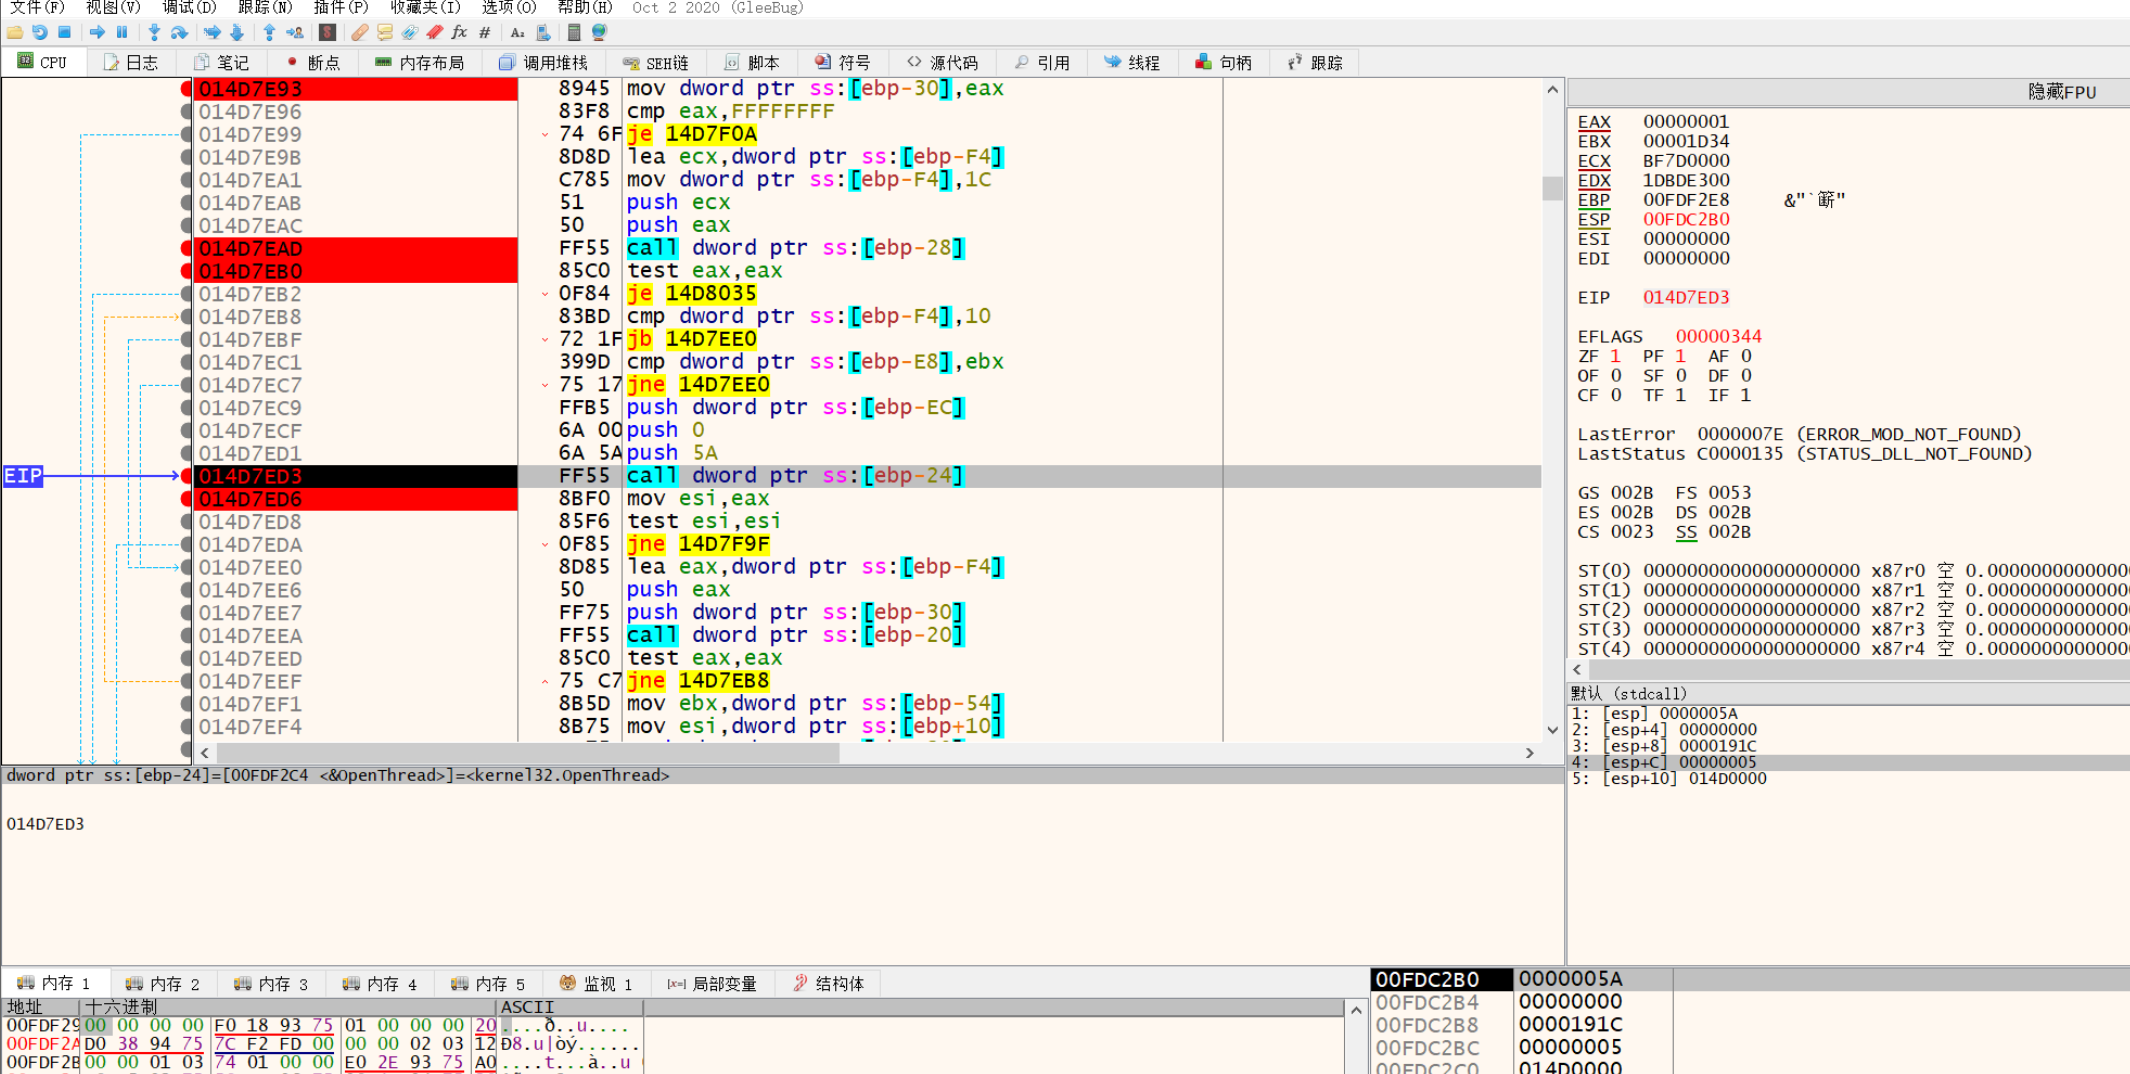 文件(F) 视图(V) 调试(D) 跟踪(N) 插件(P) 收藏夹(I) 选项(O) 帮助(H) Oct 2 2020 (GleeBug)
CPU 日志 笔记 断点 内存布局 调用堆栈 SEH链 脚本 符号 源代码 引用 线程 句柄 跟踪
014D7E93 8945 mov dword ptr ss:[ebp-30],eax
014D7E96 83F8 cmp eax,FFFFFFFF
014D7E99 74 6F je 14D7F0A
014D7E9B 8D8D lea ecx,dword ptr ss:[ebp-F4]
014D7EA1 C785 mov dword ptr ss:[ebp-F4],1C
014D7EAB 51 push ecx
014D7EAC 50 push eax
014D7EAD FF55 call dword ptr ss:[ebp-28]
014D7EB0 85C0 test eax,eax
014D7EB2 0F84 je 14D8035
014D7EB8 83BD cmp dword ptr ss:[ebp-F4],10
014D7EBF 72 1F jb 14D7EE0
014D7EC1 399D cmp dword ptr ss:[ebp-E8],ebx
014D7EC7 75 17 jne 14D7EE0
014D7EC9 FFB5 push dword ptr ss:[ebp-EC]
014D7ECF 6A 00 push 0
014D7ED1 6A 5A push 5A
EIP 014D7ED3 FF55 call dword ptr ss:[ebp-24]
014D7ED6 8BF0 mov esi,eax
014D7ED8 85F6 test esi,esi
014D7EDA 0F85 jne 14D7F9F
014D7EE0 8D85 lea eax,dword ptr ss:[ebp-F4]
014D7EE6 50 push eax
014D7EE7 FF75 push dword ptr ss:[ebp-30]
014D7EEA FF55 call dword ptr ss:[ebp-20]
014D7EED 85C0 test eax,eax
014D7EEF 75 C7 jne 14D7EB8
014D7EF1 8B5D mov ebx,dword ptr ss:[ebp-54]
014D7EF4 8B75 mov esi,dword ptr ss:[ebp+10]
隐藏FPU
EAX 00000001
EBX 00001D34
ECX BF7D0000
EDX 1DBDE300
EBP 00FDF2E8 &"`簖"
ESP 00FDC2B0
ESI 00000000
EDI 00000000
EIP 014D7ED3
EFLAGS 00000344
ZF 1 PF 1 AF 0
OF 0 SF 0 DF 0
CF 0 TF 1 IF 1
LastError 0000007E (ERROR_MOD_NOT_FOUND)
LastStatus C0000135 (STATUS_DLL_NOT_FOUND)
GS 002B FS 0053
ES 002B DS 002B
CS 0023 SS 002B
ST(0) 00000000000000000000 x87r0 空 0.0000000000000
ST(1) 00000000000000000000 x87r1 空 0.0000000000000
ST(2) 00000000000000000000 x87r2 空 0.0000000000000
ST(3) 00000000000000000000 x87r3 空 0.0000000000000
ST(4) 00000000000000000000 x87r4 空 0.0000000000000
默认 (stdcall)
1: [esp] 0000005A
2: [esp+4] 00000000
3: [esp+8] 0000191C
4: [esp+C] 00000005
5: [esp+10] 014D0000
dword ptr ss:[ebp-24]=[00FDF2C4 <&OpenThread>]=<kernel32.OpenThread>
014D7ED3
内存 1 内存 2 内存 3 内存 4 内存 5 监视 1 局部变量 结构体
地址 十六进制 ASCII
00FDF29 00 00 00 00 F0 18 93 75 01 00 00 00 20 ....ð..u....
00FDF2A D0 38 94 75 7C F2 FD 00 00 00 02 03 12 Ð8.u|òý......
00FDF2B 00 00 01 03 74 01 00 00 E0 2E 93 75 A0 ....t...à..u
00FDC2B0 0000005A
00FDC2B4 00000000
00FDC2B8 0000191C
00FDC2BC 00000005
00FDC2C0 014D0000